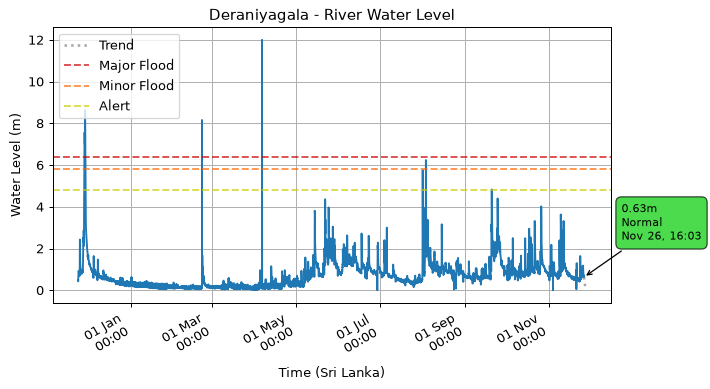 Deraniyagala - River Water Level
Trend
Major Flood
Minor Flood
Alert
Water Level (m)
12
10
8
6
4
2
0
0.63m
Normal
Nov 26, 16:03
01 Jan
00:00
01 Mar
00:00
01 May
00:00
01 Jul
00:00
01 Sep
00:00
01 Nov
00:00
Time (Sri Lanka)